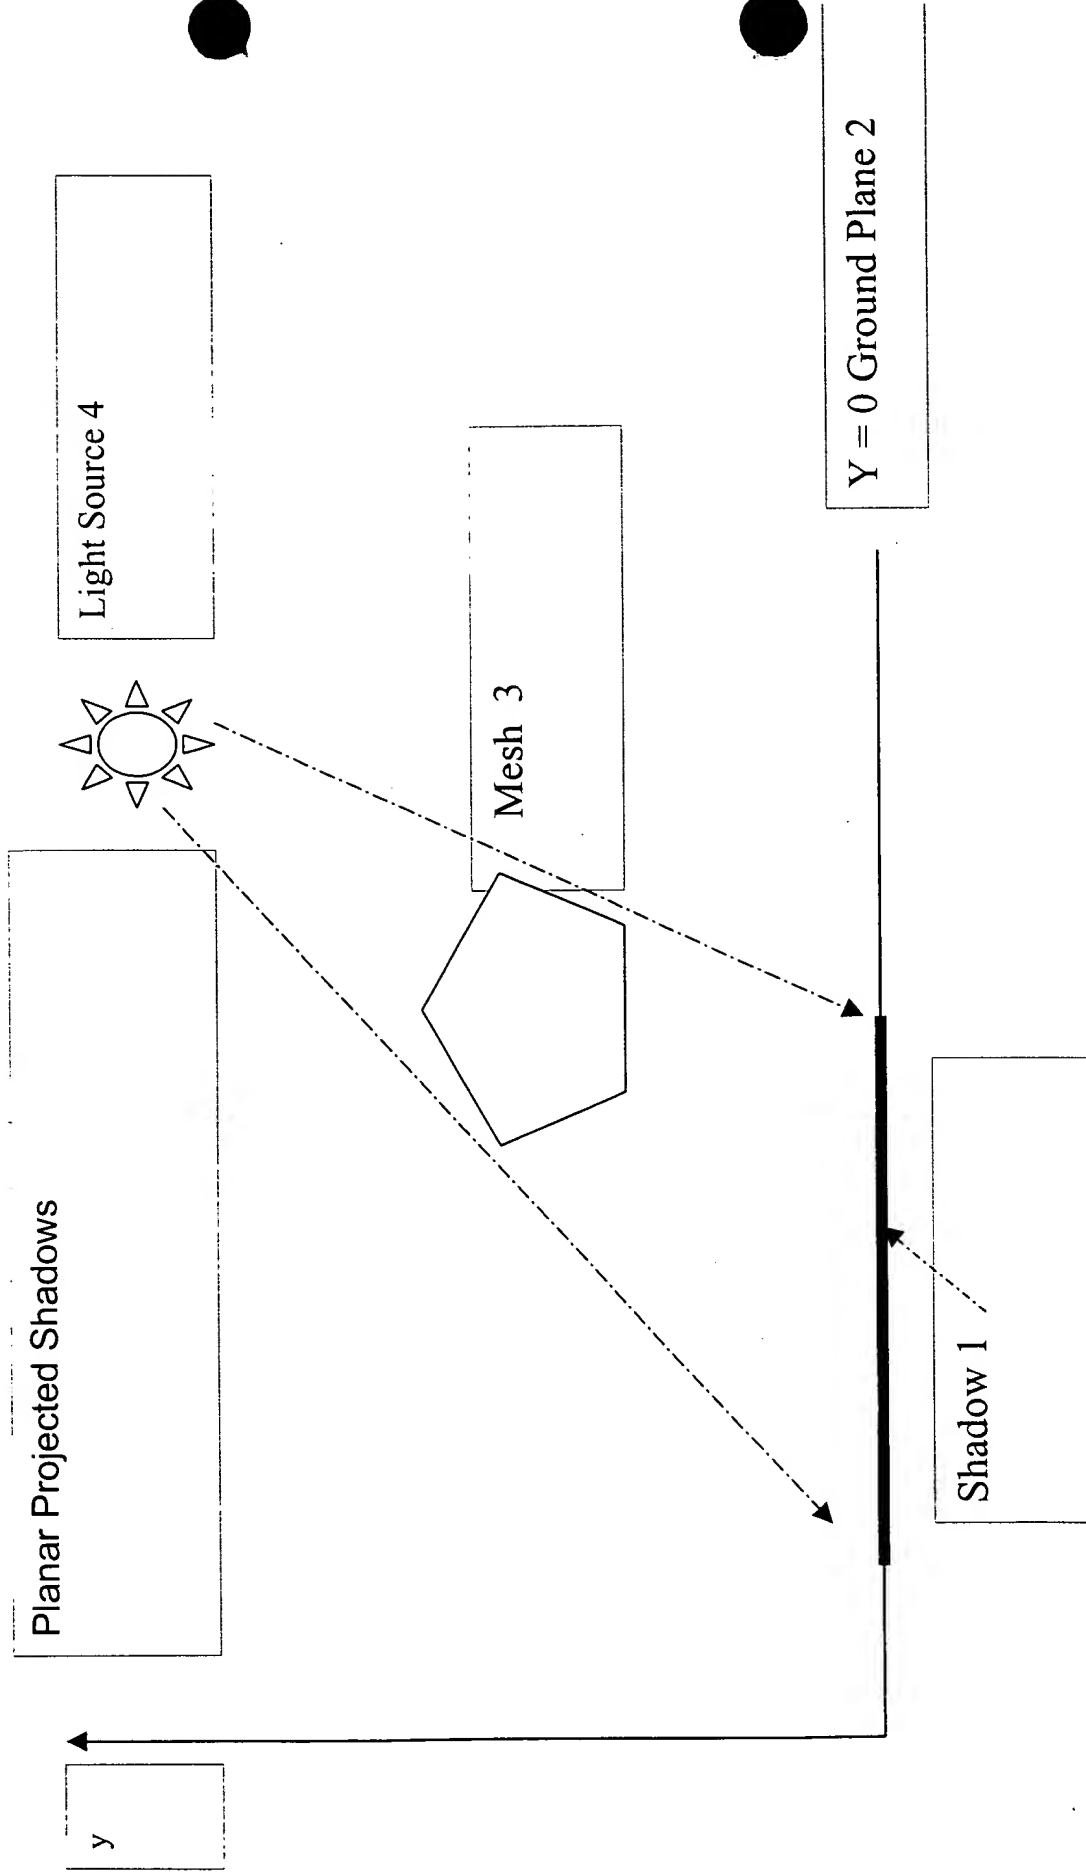 Planar Projected Shadows
Light Source 4
y
Mesh 3
Y = 0 Ground Plane 2
Shadow 1